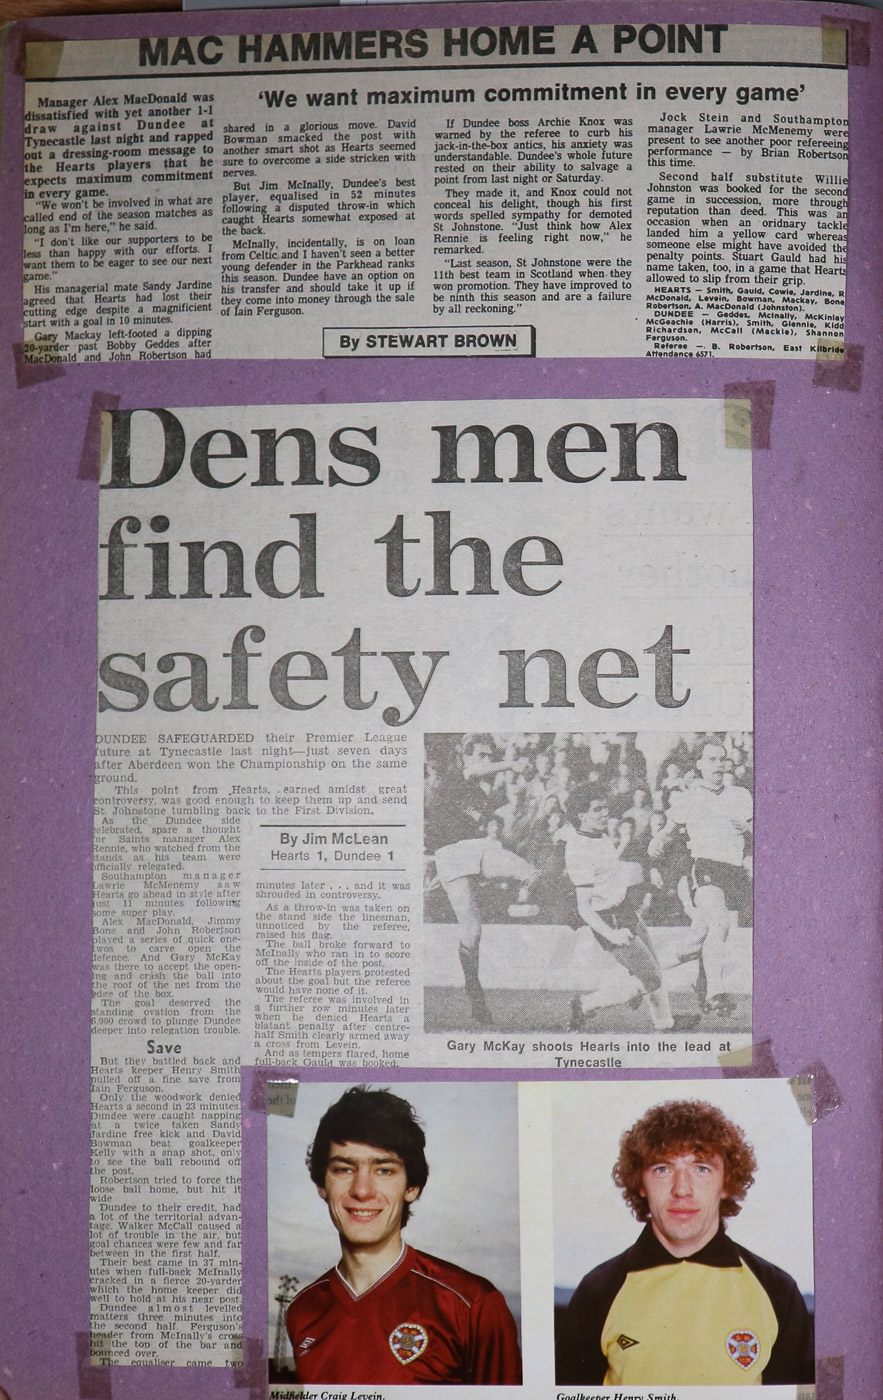 MAC HAMMERS HOME A POINT
'We want maximum commitment in every game'
Manager Alex MacDonald was
dissatisfied with yet another 1-1
draw against Dundee at
Tynecastle last night and rapped
out a dressing-room message to
the Hearts players that he
expects maximum commitment
in every game.
"We won't be involved in what are
called end of the season matches as
long as I'm here," he said.
"I don't like our supporters to be
less than happy with our efforts. I
want them to be eager to see our next
game."
His managerial mate Sandy Jardine
agreed that Hearts had lost their
cutting edge despite a magnificent
start with a goal in 10 minutes.
Gary Mackay left-footed a dipping
20-yarder past Bobby Geddes after
MacDonald and John Robertson had
shared in a glorious move. David
Bowman smacked the post with
another smart shot as Hearts seemed
sure to overcome a side stricken with
nerves.
But Jim McInally, Dundee's best
player, equalised in 52 minutes
following a disputed throw-in which
caught Hearts somewhat exposed at
the back.
McInally, incidentally, is on loan
from Celtic and I haven't seen a better
young defender in the Parkhead ranks
this season. Dundee have an option on
his transfer and should take it up if
they come into money through the sale
of Iain Ferguson.
If Dundee boss Archie Knox was
warned by the referee to curb his
jack-in-the-box antics, his anxiety was
understandable. Dundee's whole future
rested on their ability to salvage a
point from last night or Saturday.
They made it, and Knox could not
conceal his delight, though his first
words spelled sympathy for demoted
St Johnstone. "Just think how Alex
Rennie is feeling right now," he
remarked.
"Last season, St Johnstone were the
11th best team in Scotland when they
won promotion. They have improved to
be ninth this season and are a failure
by all reckoning."
By STEWART BROWN
Jock Stein and Southampton
manager Lawrie McMenemy were
present to see another poor refereeing
performance — by Brian Robertson
this time.
Second half substitute Willie
Johnston was booked for the second
game in succession, more through
reputation than deed. This was an
occasion when an oridnary tackle
landed him a yellow card whereas
someone else might have avoided the
penalty points. Stuart Gauld had his
name taken, too, in a game that Hearts
allowed to slip from their grip.
HEARTS — Smith, Gauld, Cowie, Jardine, R
McDonald, Levein, Bowman, Mackay, Bone
Robertson, A. MacDonald (Johnston).
DUNDEE — Geddes, McInally, McKinlay
McGeachie (Harris), Smith, Glennie, Kidd
Richardson, McCall (Mackie), Shannon
Ferguson.
Referee — B. Robertson, East Kilbride
Attendance 6571.
Dens men
find the
safety net
DUNDEE SAFEGUARDED their Premier League
future at Tynecastle last night—just seven days
after Aberdeen won the Championship on the same
ground.
This point from Hearts, earned amidst great
controversy, was good enough to keep them up and send
St. Johnstone tumbling back to the First Division.
As the Dundee side
celebrated, spare a thought
for Saints manager Alex
Rennie, who watched from the
stands as his team were
officially relegated.
Southampton manager
Lawrie McMenemy saw
Hearts go ahead in style after
just 11 minutes following
some super play.
Alex MacDonald, Jimmy
Bone and John Robertson
played a series of quick one-
twos to carve open the
defence. And Gary McKay
was there to accept the open-
ing and crash the ball into
the roof of the net from the
edge of the box.
The goal deserved the
standing ovation from the
6,000 crowd to plunge Dundee
deeper into relegation trouble.
Save
But they battled back and
Hearts keeper Henry Smith
pulled off a fine save from
Iain Ferguson.
Only the woodwork denied
Hearts a second in 23 minutes.
Dundee were caught napping
at a twice taken Sandy
Jardine free kick and David
Bowman beat goalkeeper
Kelly with a snap shot, only
to see the ball rebound off
the post.
Robertson tried to force the
loose ball home, but hit it
wide
Dundee to their credit, had
a lot of the territorial advan-
tage. Walker McCall caused a
lot of trouble in the air, but
goal chances were few and far
between in the first half.
Their best came in 37 min-
utes when full-back McInally
cracked in a fierce 20-yarder
which the home keeper did
well to hold at his near post.
Dundee almost levelled
matters three minutes into
the second half. Ferguson's
header from McInally's cross
hit the top of the bar and
bounced over.
The equaliser came two
By Jim McLean
Hearts 1, Dundee 1
minutes later . . . and it was
shrouded in controversy.
As a throw-in was taken on
the stand side the linesman,
unnoticed by the referee,
raised his flag.
The ball broke forward to
McInally who ran in to score
off the inside of the post.
The Hearts players protested
about the goal but the referee
would have none of it.
The referee was involved in
a further row minutes later
when he denied Hearts a
blatant penalty after centre-
half Smith clearly armed away
a cross from Levein.
And as tempers flared, home
full-back Gauld was booked.
Gary McKay shoots Hearts into the lead at
Tynecastle
Midfielder Craig Levein.
Goalkeeper Henry Smith.